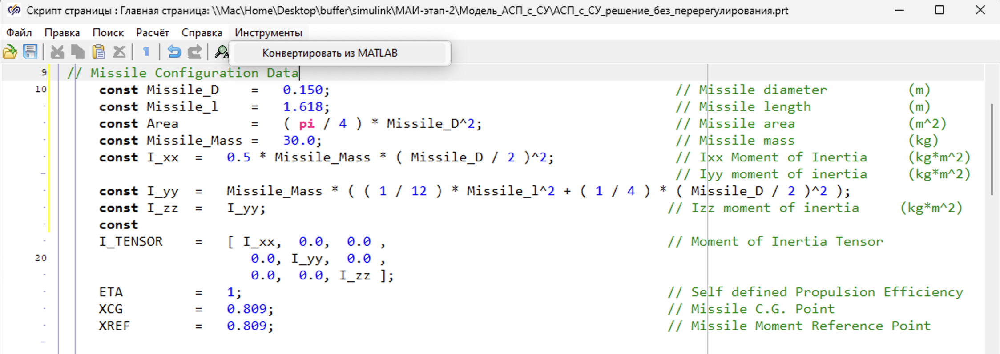 Скрипт страницы : Главная страница: \\Mac\Home\Desktop\buffer\simulink\МАИ-этап-2\Модель_АСП_с_СУ\АСП_с_СУ_решение_без_перерегулирования.prt
Файл Правка Поиск Расчёт Справка Инструменты
Конвертировать из MATLAB
9 // Missile Configuration Data
10 const Missile_D = 0.150; // Missile diameter (m)
const Missile_l = 1.618; // Missile length (m)
const Area = ( pi / 4 ) * Missile_D^2; // Missile area (m^2)
const Missile_Mass = 30.0; // Missile mass (kg)
const I_xx = 0.5 * Missile_Mass * ( Missile_D / 2 )^2; // Ixx Moment of Inertia (kg*m^2)
// Iyy moment of inertia (kg*m^2)
const I_yy = Missile_Mass * ( ( 1 / 12 ) * Missile_l^2 + ( 1 / 4 ) * ( Missile_D / 2 )^2 );
const I_zz = I_yy; // Izz moment of inertia (kg*m^2)
const
I_TENSOR = [ I_xx, 0.0, 0.0 , // Moment of Inertia Tensor
20 0.0, I_yy, 0.0 ,
0.0, 0.0, I_zz ];
ETA = 1; // Self defined Propulsion Efficiency
XCG = 0.809; // Missile C.G. Point
XREF = 0.809; // Missile Moment Reference Point